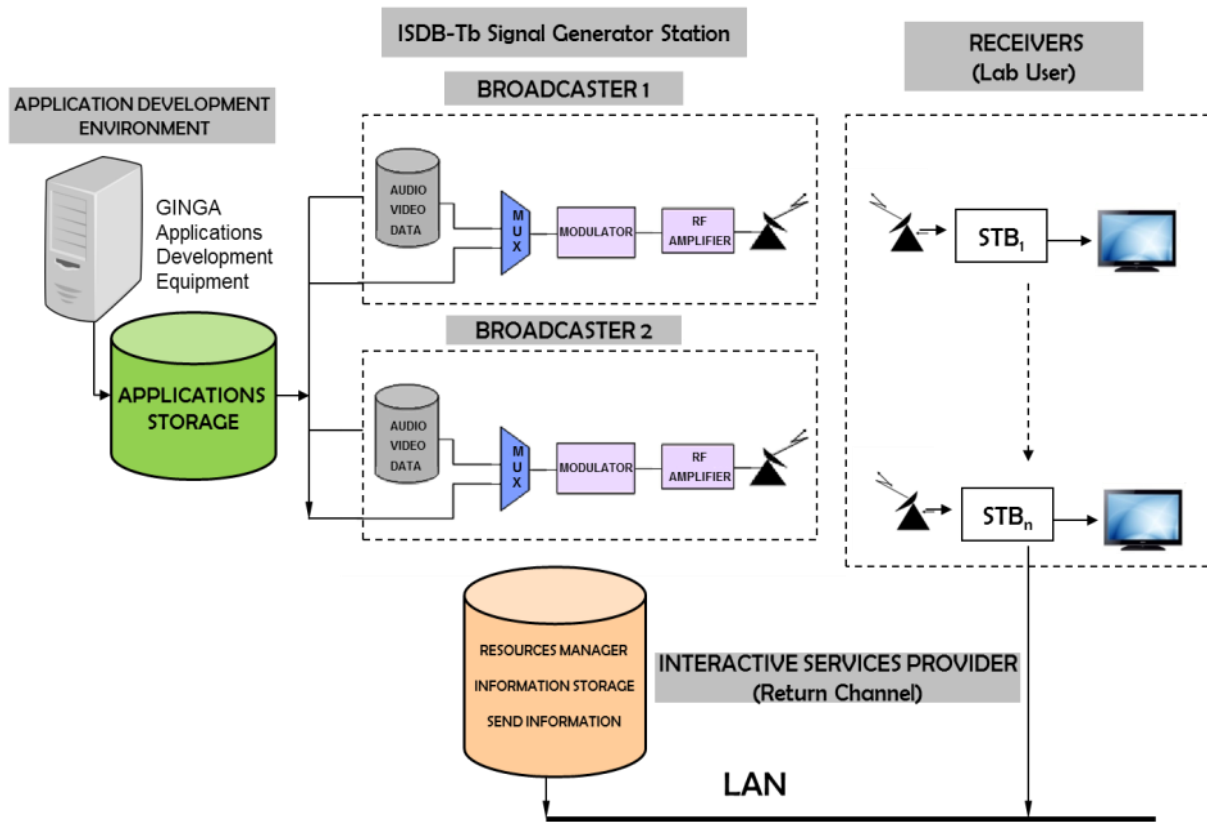 ISDB-Tb Signal Generator Station
RECEIVERS
(Lab User)
APPLICATION DEVELOPMENT
ENVIRONMENT
GINGA
Applications
Development
Equipment
APPLICATIONS
STORAGE
BROADCASTER 1
AUDIO
VIDEO
DATA
MUX
MODULATOR
RF
AMPLIFIER
BROADCASTER 2
AUDIO
VIDEO
DATA
MUX
MODULATOR
RF
AMPLIFIER
STB1
STBn
RESOURCES MANAGER
INFORMATION STORAGE
SEND INFORMATION
INTERACTIVE SERVICES PROVIDER
(Return Channel)
LAN